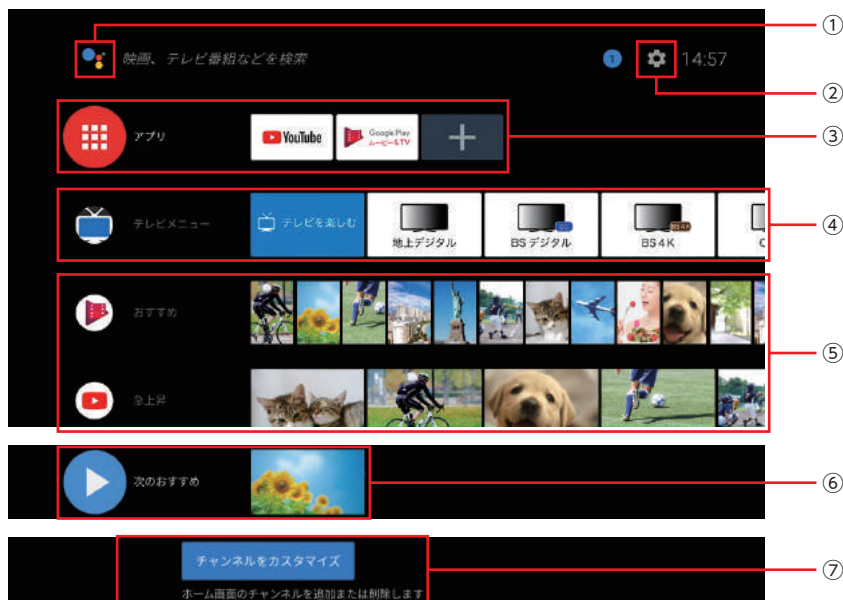 ①
映画、テレビ番組などを検索
1
14:57
②
アプリ
YouTube
Google Play
ムービー&TV
③
テレビメニュー
テレビを楽しむ
地上デジタル
BSデジタル
BS4K
BS 4K
④
おすすめ
⑤
急上昇
次のおすすめ
⑥
チャンネルをカスタマイズ
⑦
ホーム画面のチャンネルを追加または削除します